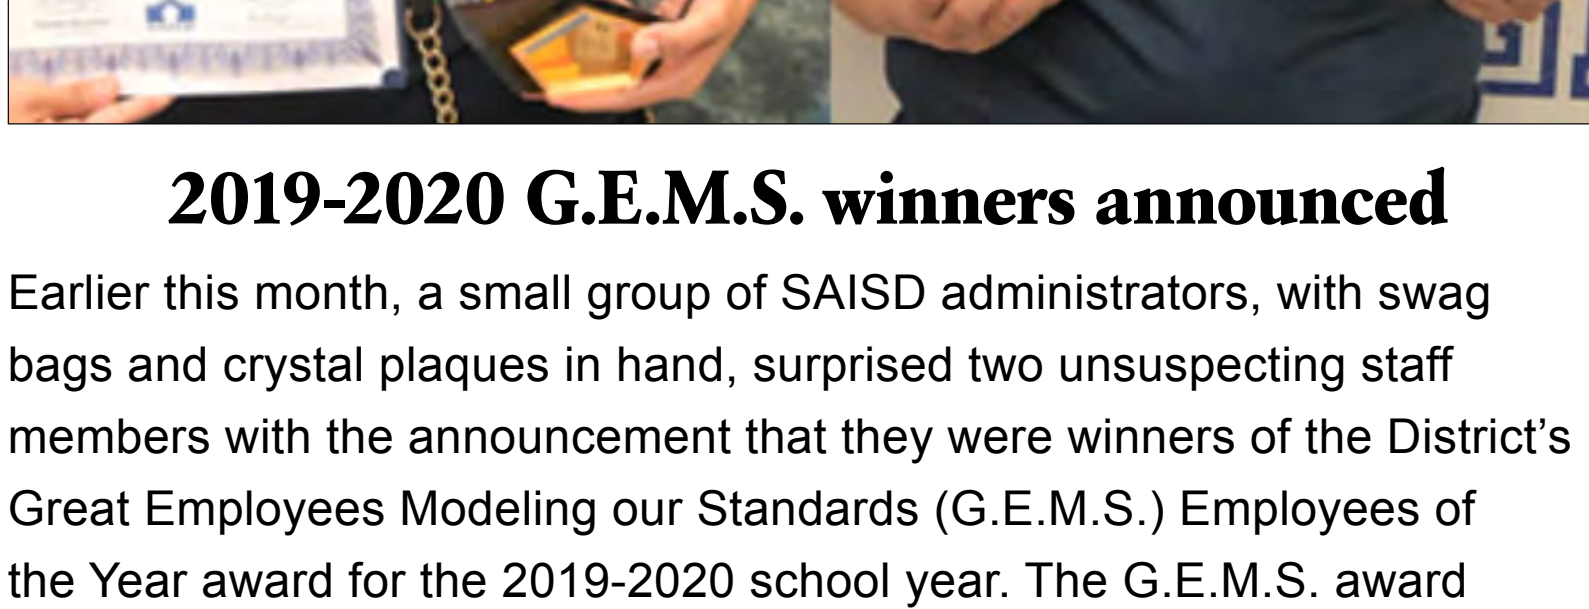 2019-2020 G.E.M.S. winners announced
Earlier this month, a small group of SAISD administrators, with swag
bags and crystal plaques in hand, surprised two unsuspecting staff
members with the announcement that they were winners of the District’s
Great Employees Modeling our Standards (G.E.M.S.) Employees of
the Year award for the 2019-2020 school year. The G.E.M.S. award